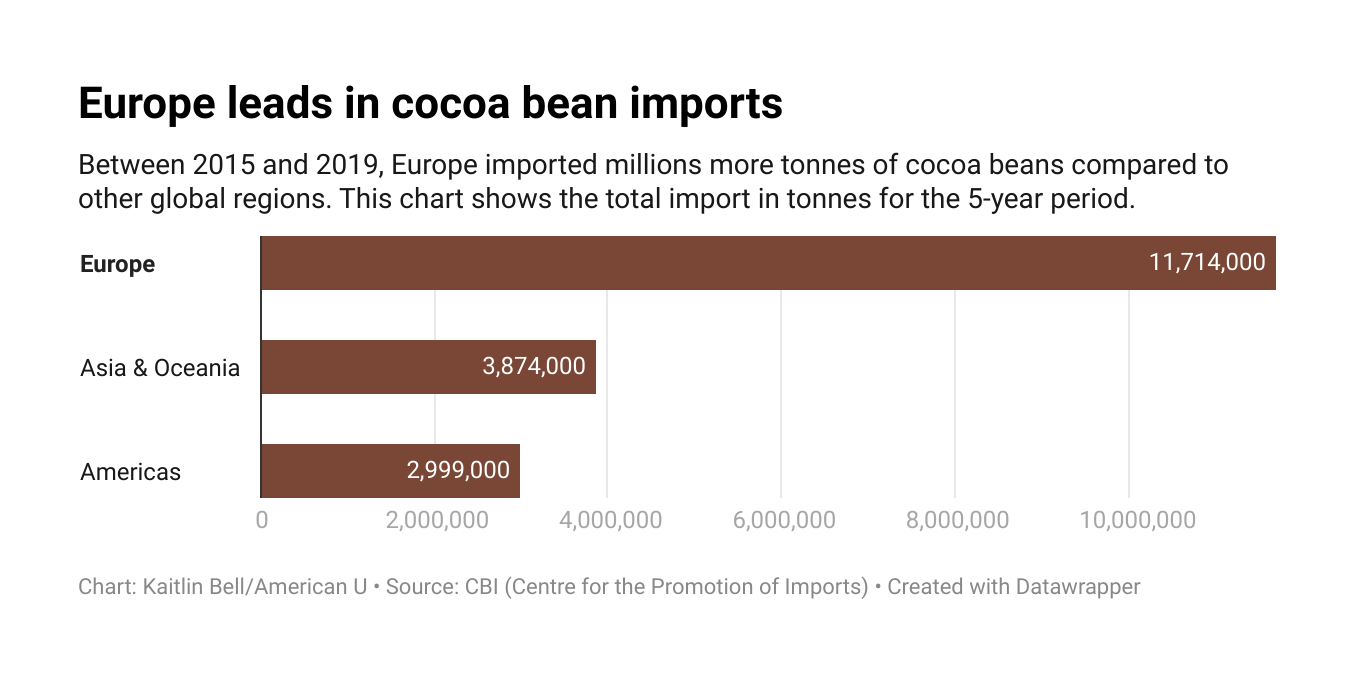 Europe leads in cocoa bean imports
Between 2015 and 2019, Europe imported millions more tonnes of cocoa beans compared to
other global regions. This chart shows the total import in tonnes for the 5-year period.
Europe 11,714,000
Asia & Oceania 3,874,000
Americas 2,999,000
0 2,000,000 4,000,000 6,000,000 8,000,000 10,000,000
Chart: Kaitlin Bell/American U • Source: CBI (Centre for the Promotion of Imports) • Created with Datawrapper